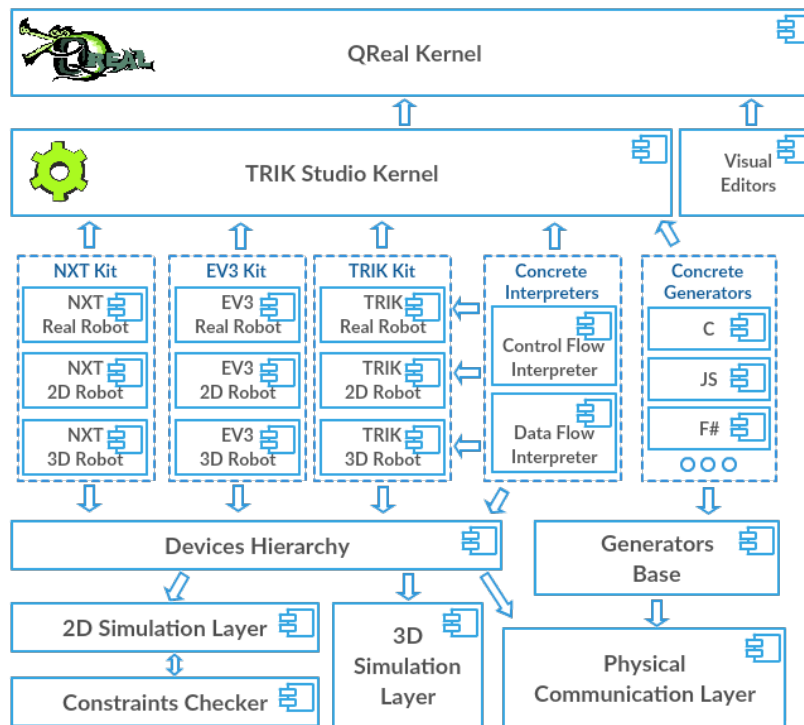 QREAL
QReal Kernel
TRIK Studio Kernel
Visual
Editors
NXT Kit
NXT
Real Robot
NXT
2D Robot
NXT
3D Robot
EV3 Kit
EV3
Real Robot
EV3
2D Robot
EV3
3D Robot
TRIK Kit
TRIK
Real Robot
TRIK
2D Robot
TRIK
3D Robot
Concrete
Interpreters
Control Flow
Interpreter
Data Flow
Interpreter
Concrete
Generators
C
JS
F#
Devices Hierarchy
Generators
Base
2D Simulation Layer
3D
Simulation
Layer
Physical
Communication Layer
Constraints Checker